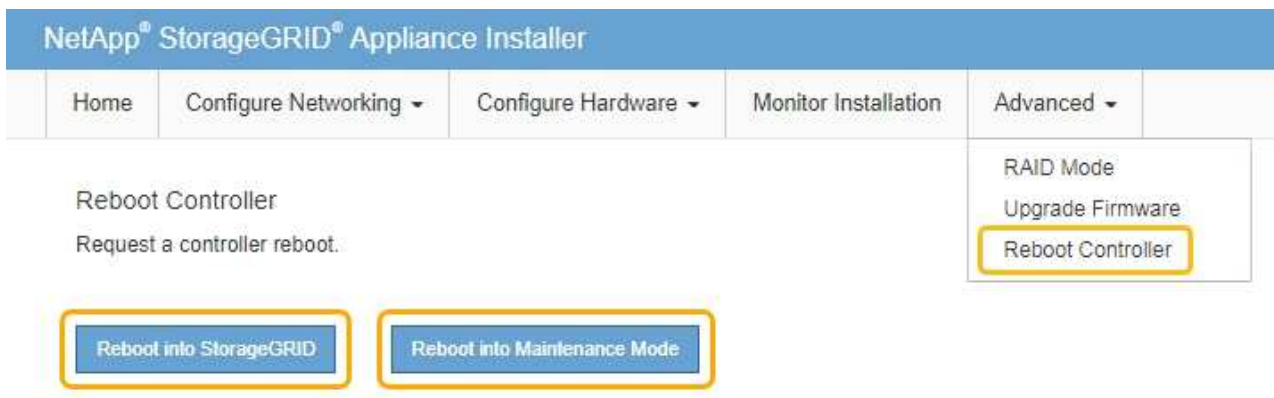 NetApp® StorageGRID® Appliance Installer
Home Configure Networking Configure Hardware Monitor Installation Advanced
RAID Mode
Upgrade Firmware
Reboot Controller
Reboot Controller
Request a controller reboot.
Reboot into StorageGRID Reboot into Maintenance Mode